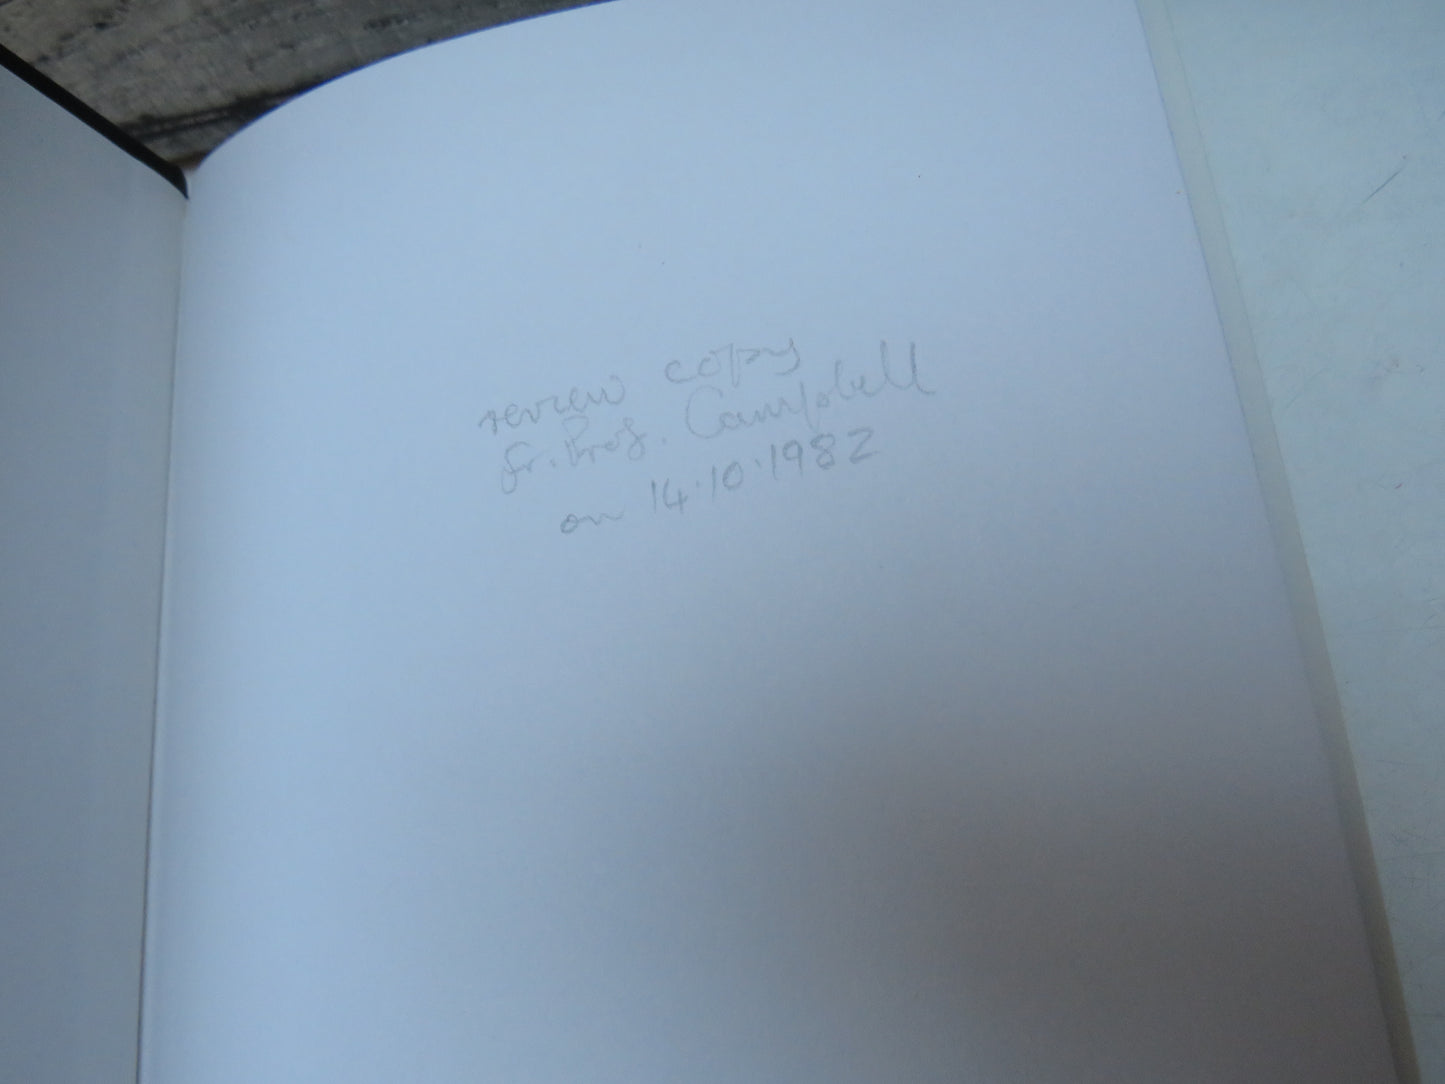 review copy
fr. Prof. Campbell
on 14.10.1982